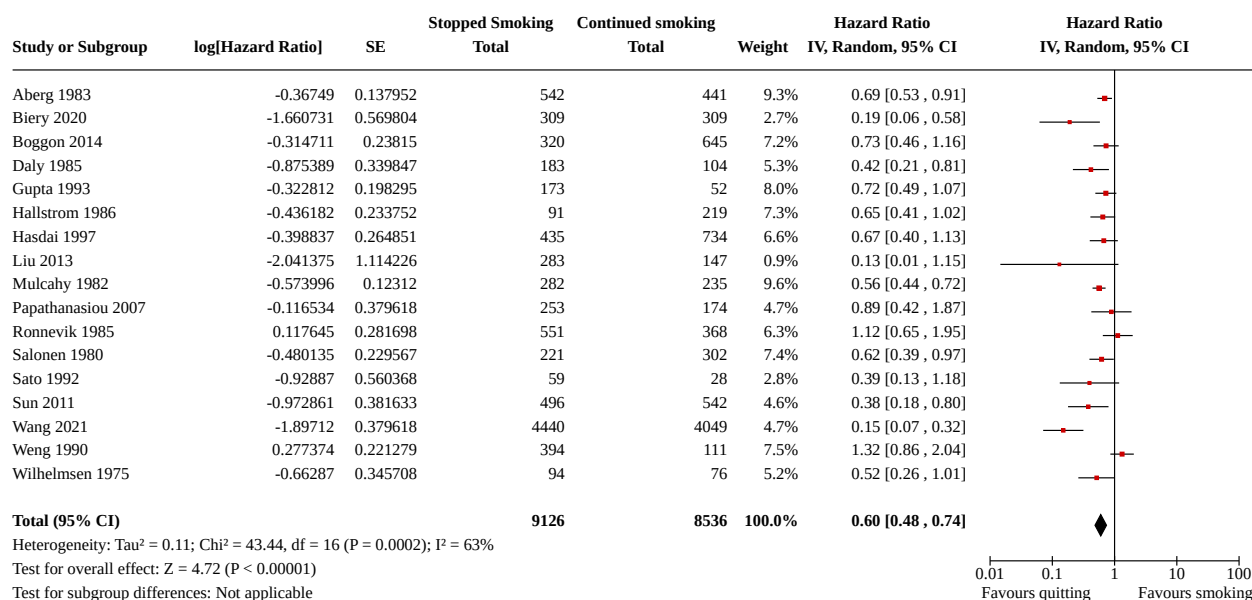 Stopped Smoking Continued smoking Hazard Ratio Hazard Ratio
Study or Subgroup log[Hazard Ratio] SE Total Total Weight IV, Random, 95% CI IV, Random, 95% CI
Aberg 1983 -0.36749 0.137952 542 441 9.3% 0.69 [0.53 , 0.91]
Biery 2020 -1.660731 0.569804 309 309 2.7% 0.19 [0.06 , 0.58]
Boggon 2014 -0.314711 0.23815 320 645 7.2% 0.73 [0.46 , 1.16]
Daly 1985 -0.875389 0.339847 183 104 5.3% 0.42 [0.21 , 0.81]
Gupta 1993 -0.322812 0.198295 173 52 8.0% 0.72 [0.49 , 1.07]
Hallstrom 1986 -0.436182 0.233752 91 219 7.3% 0.65 [0.41 , 1.02]
Hasdai 1997 -0.398837 0.264851 435 734 6.6% 0.67 [0.40 , 1.13]
Liu 2013 -2.041375 1.114226 283 147 0.9% 0.13 [0.01 , 1.15]
Mulcahy 1982 -0.573996 0.12312 282 235 9.6% 0.56 [0.44 , 0.72]
Papathanasiou 2007 -0.116534 0.379618 253 174 4.7% 0.89 [0.42 , 1.87]
Ronnevik 1985 0.117645 0.281698 551 368 6.3% 1.12 [0.65 , 1.95]
Salonen 1980 -0.480135 0.229567 221 302 7.4% 0.62 [0.39 , 0.97]
Sato 1992 -0.92887 0.560368 59 28 2.8% 0.39 [0.13 , 1.18]
Sun 2011 -0.972861 0.381633 496 542 4.6% 0.38 [0.18 , 0.80]
Wang 2021 -1.89712 0.379618 4440 4049 4.7% 0.15 [0.07 , 0.32]
Weng 1990 0.277374 0.221279 394 111 7.5% 1.32 [0.86 , 2.04]
Wilhelmsen 1975 -0.66287 0.345708 94 76 5.2% 0.52 [0.26 , 1.01]
Total (95% CI) 9126 8536 100.0% 0.60 [0.48 , 0.74]
Heterogeneity: Tau² = 0.11; Chi² = 43.44, df = 16 (P = 0.0002); I² = 63%
Test for overall effect: Z = 4.72 (P < 0.00001) 0.01 0.1 1 10 100
Test for subgroup differences: Not applicable Favours quitting Favours smoking